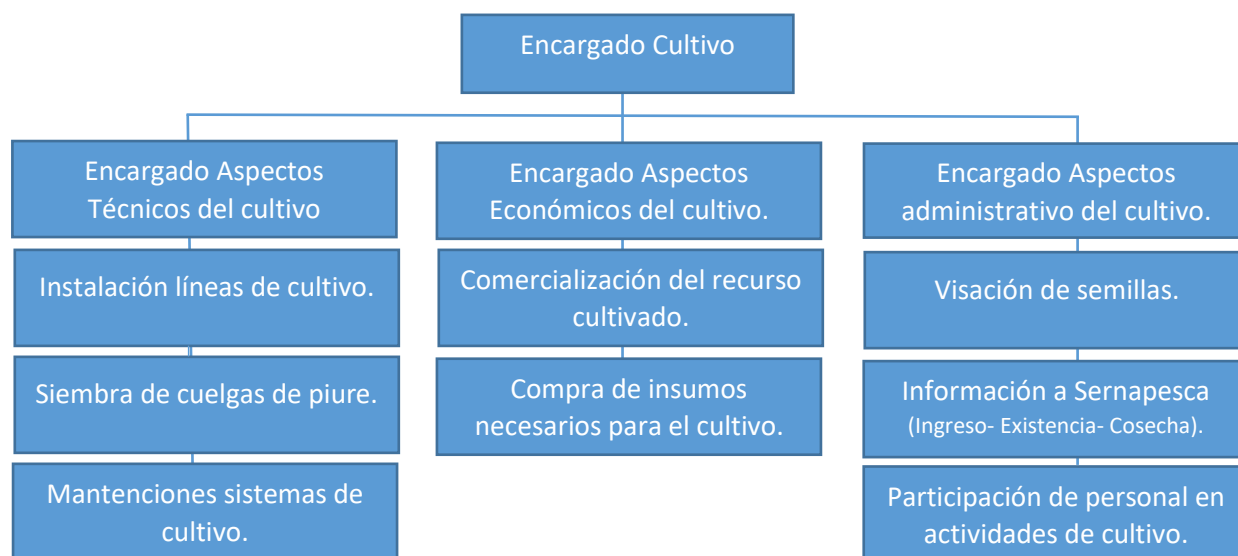 Encargado Cultivo
Encargado Aspectos
Técnicos del cultivo
Instalación líneas de cultivo.
Siembra de cuelgas de piure.
Mantenciones sistemas de
cultivo.
Encargado Aspectos
Económicos del cultivo.
Comercialización del recurso
cultivado.
Compra de insumos
necesarios para el cultivo.
Encargado Aspectos
administrativo del cultivo.
Visación de semillas.
Información a Sernapesca
(Ingreso- Existencia- Cosecha).
Participación de personal en
actividades de cultivo.